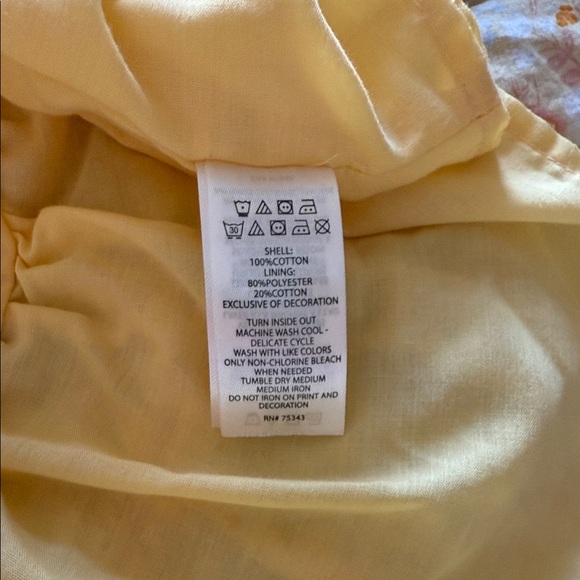 30
SHELL:
100%COTTON
LINING:
80%POLYESTER
20%COTTON
EXCLUSIVE OF DECORATION
TURN INSIDE OUT
MACHINE WASH COOL -
DELICATE CYCLE
WASH WITH LIKE COLORS
ONLY NON-CHLORINE BLEACH
WHEN NEEDED
TUMBLE DRY MEDIUM
MEDIUM IRON
DO NOT IRON ON PRINT AND
DECORATION
RN# 75343